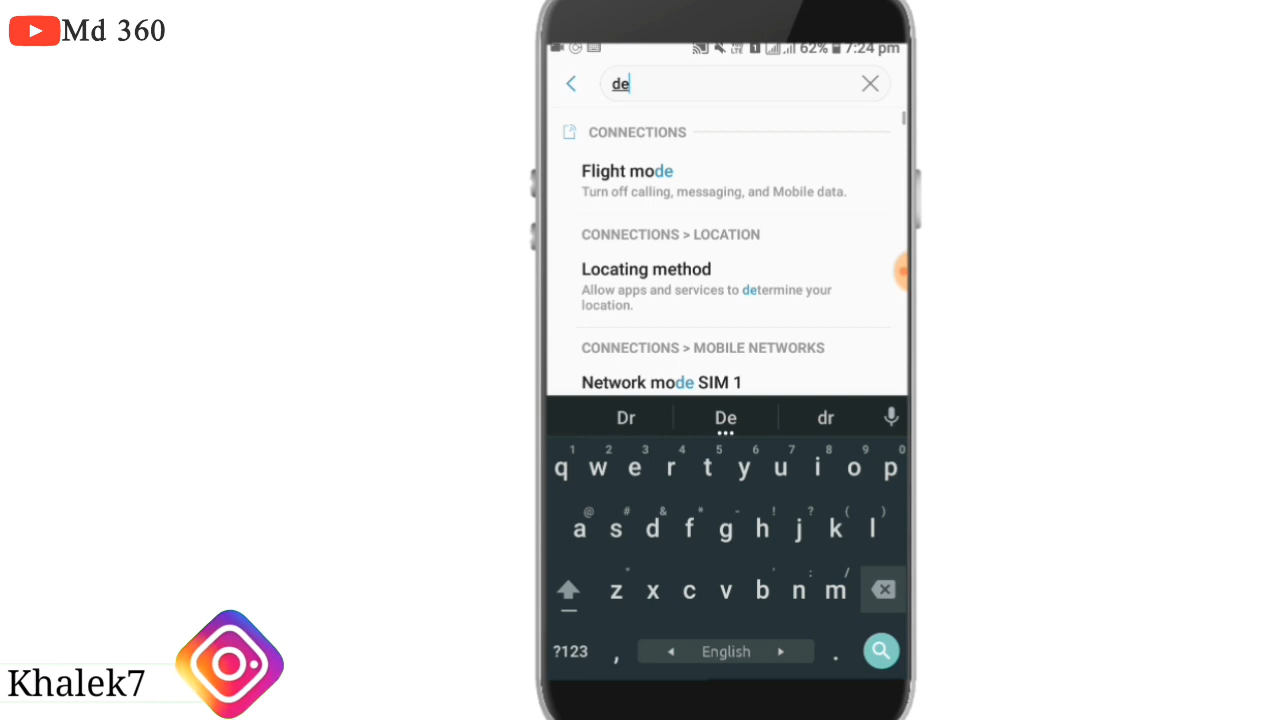 Md 360
62% 7:24 pm
de
CONNECTIONS
Flight mode
Turn off calling, messaging, and Mobile data.
CONNECTIONS > LOCATION
Locating method
Allow apps and services to determine your
location.
CONNECTIONS > MOBILE NETWORKS
Network mode SIM 1
Dr De dr
1 2 3 4 5 6 7 8 9 0
q w e r t y u i o p
@ # & * - ! ? ( )
a s d f g h j k l
" ' : /
z x c v b n m
?123 , English .
Khalek7